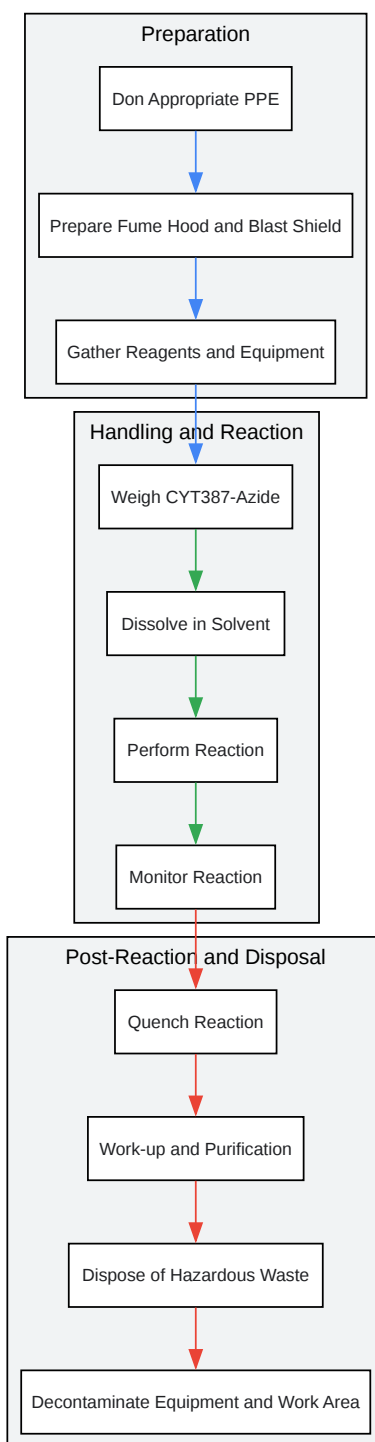 Preparation
Don Appropriate PPE
Prepare Fume Hood and Blast Shield
Gather Reagents and Equipment
Handling and Reaction
Weigh CYT387-Azide
Dissolve in Solvent
Perform Reaction
Monitor Reaction
Post-Reaction and Disposal
Quench Reaction
Work-up and Purification
Dispose of Hazardous Waste
Decontaminate Equipment and Work Area